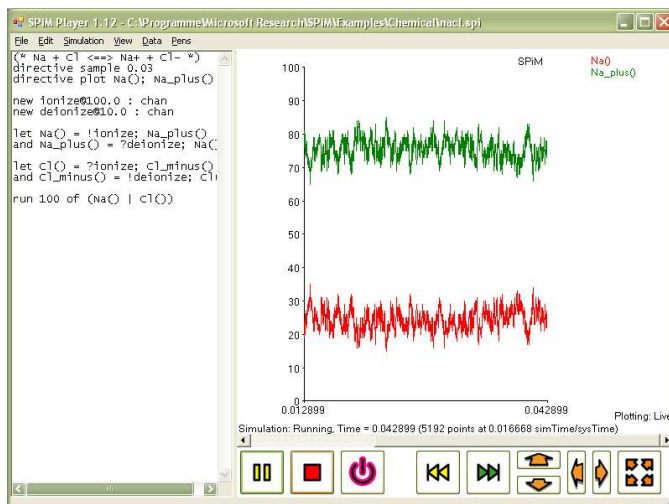 SPiM Player 1.12 - C:\Programme\Microsoft Research\SPiM\Examples\Chemical\nacl.spi
File Edit Simulation View Data Pens
(* Na + Cl <==> Na+ + Cl- *)
directive sample 0.03
directive plot Na(); Na_plus()
new ionize@100.0 : chan
new deionize@10.0 : chan
let Na() = !ionize; Na_plus()
and Na_plus() = ?deionize; Na(
let Cl() = ?ionize; Cl_minus()
and Cl_minus() = !deionize; Cl(
run 100 of (Na() | Cl())
SPiM
Na()
Na_plus()
100
90
80
70
60
50
40
30
20
10
0
0.012899
0.042899
Plotting: Live
Simulation: Running, Time = 0.042899 (5192 points at 0.016668 simTime/sysTime)